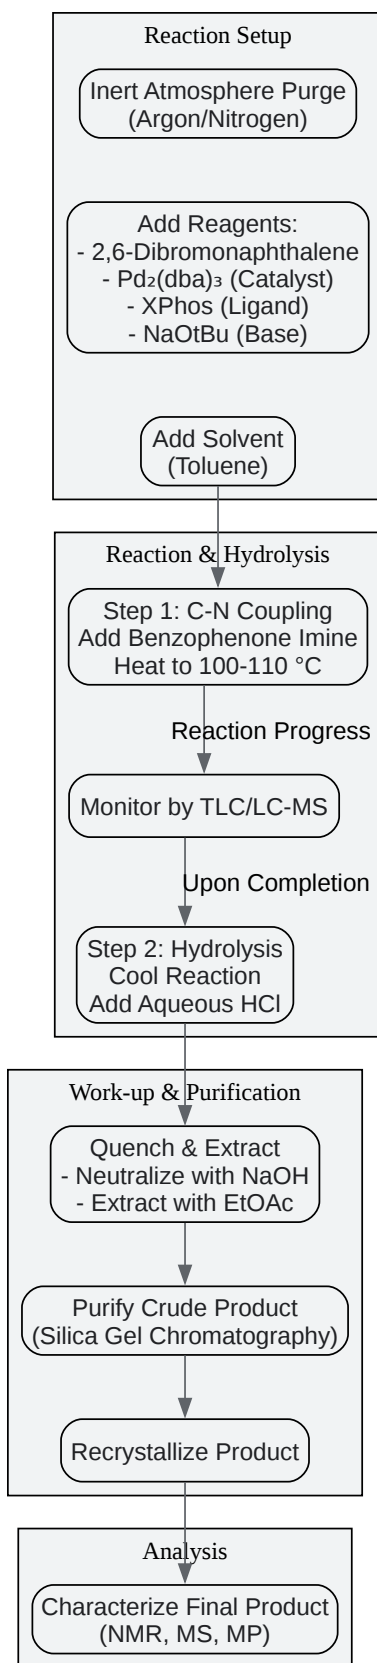 Reaction Setup
Inert Atmosphere Purge
(Argon/Nitrogen)
Add Reagents:
- 2,6-Dibromonaphthalene
- Pd₂(dba)₃ (Catalyst)
- XPhos (Ligand)
- NaOtBu (Base)
Add Solvent
(Toluene)
Reaction & Hydrolysis
Step 1: C-N Coupling
Add Benzophenone Imine
Heat to 100-110 °C
Reaction Progress
Monitor by TLC/LC-MS
Upon Completion
Step 2: Hydrolysis
Cool Reaction
Add Aqueous HCl
Work-up & Purification
Quench & Extract
- Neutralize with NaOH
- Extract with EtOAc
Purify Crude Product
(Silica Gel Chromatography)
Recrystallize Product
Analysis
Characterize Final Product
(NMR, MS, MP)